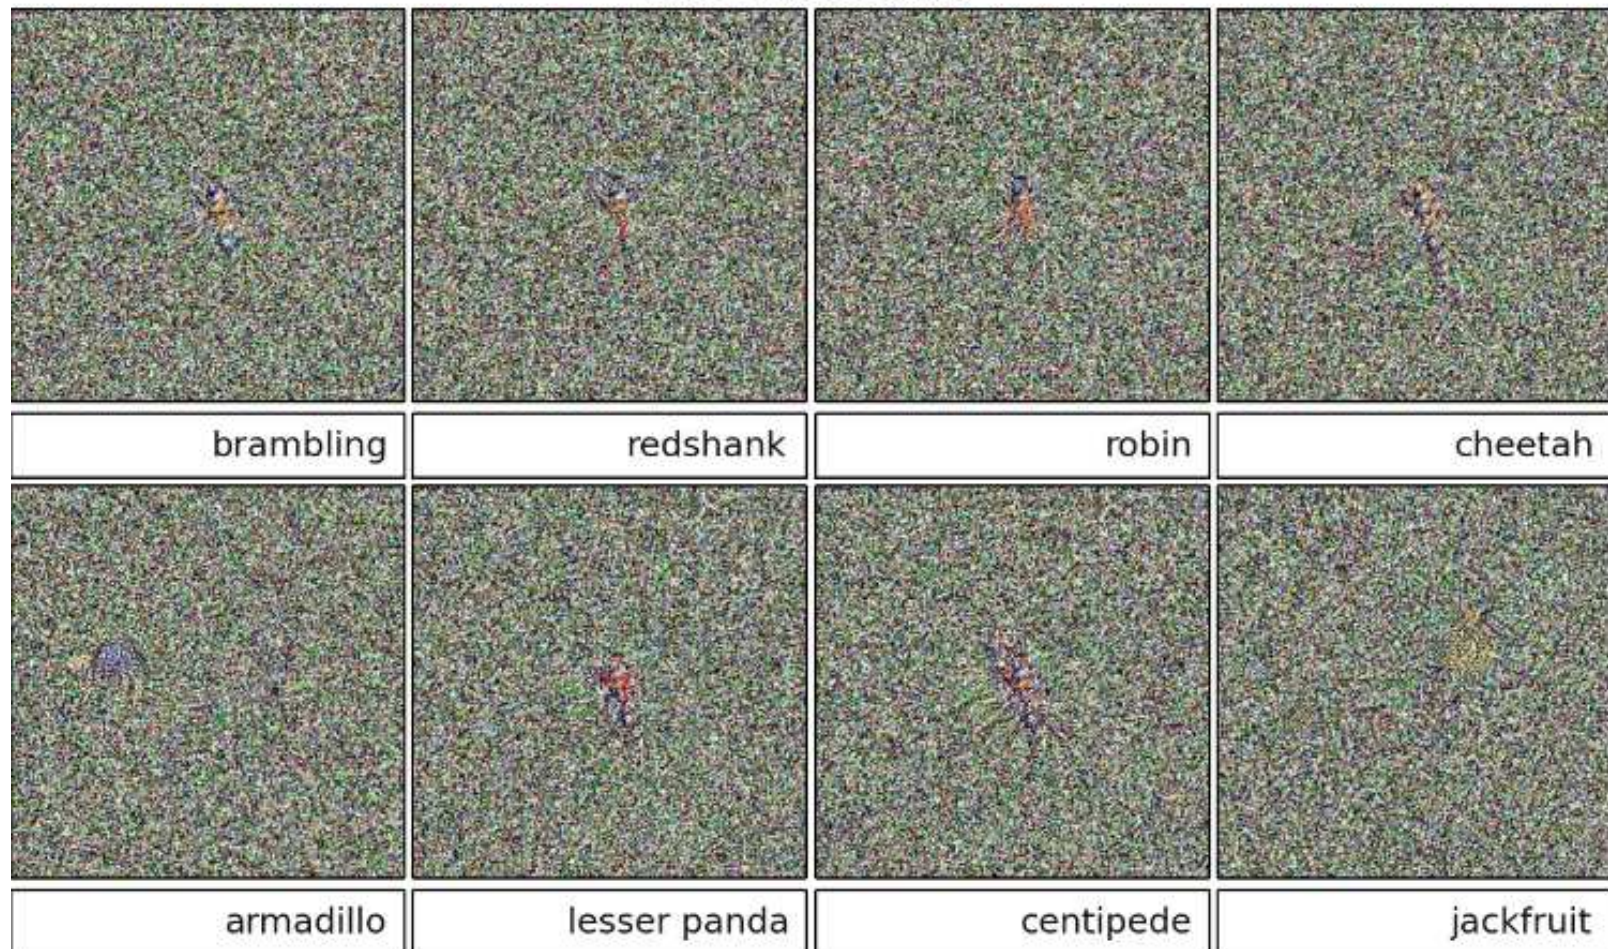 brambling
redshank
robin
cheetah
armadillo
lesser panda
centipede
jackfruit